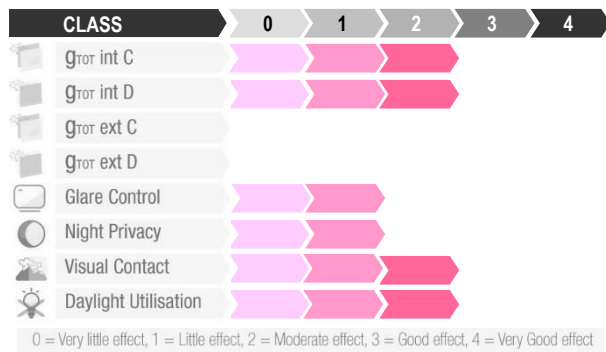 CLASS 0 1 2 3 4
gTOT int C
gTOT int D
gTOT ext C
gTOT ext D
Glare Control
Night Privacy
Visual Contact
Daylight Utilisation
0 = Very little effect, 1 = Little effect, 2 = Moderate effect, 3 = Good effect, 4 = Very Good effect